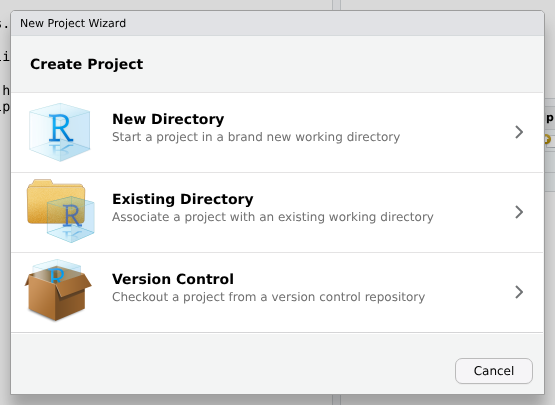 New Project Wizard
Create Project
R
New Directory
Start a project in a brand new working directory
R
Existing Directory
Associate a project with an existing working directory
R
Version Control
Checkout a project from a version control repository
Cancel